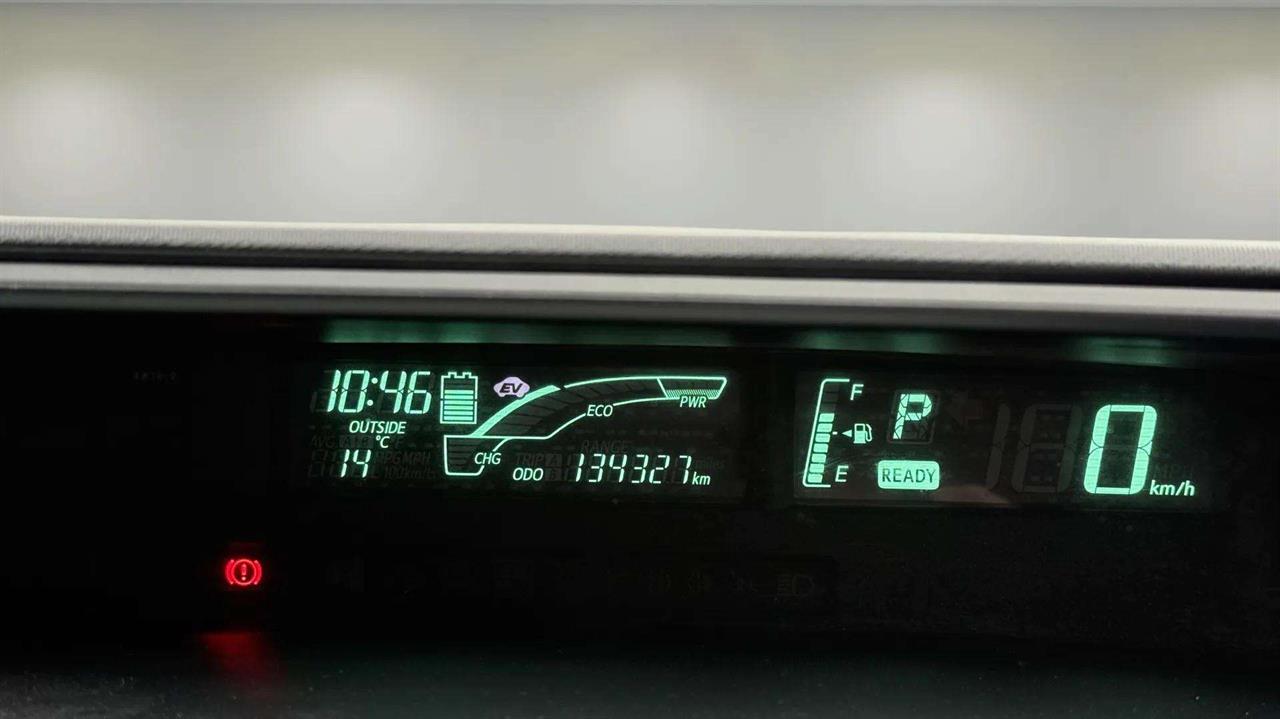 10:46
EV
F
ECO
PWR
P
OUTSIDE
°C
14
CHG
ODO 134327 km
E
READY
0 km/h